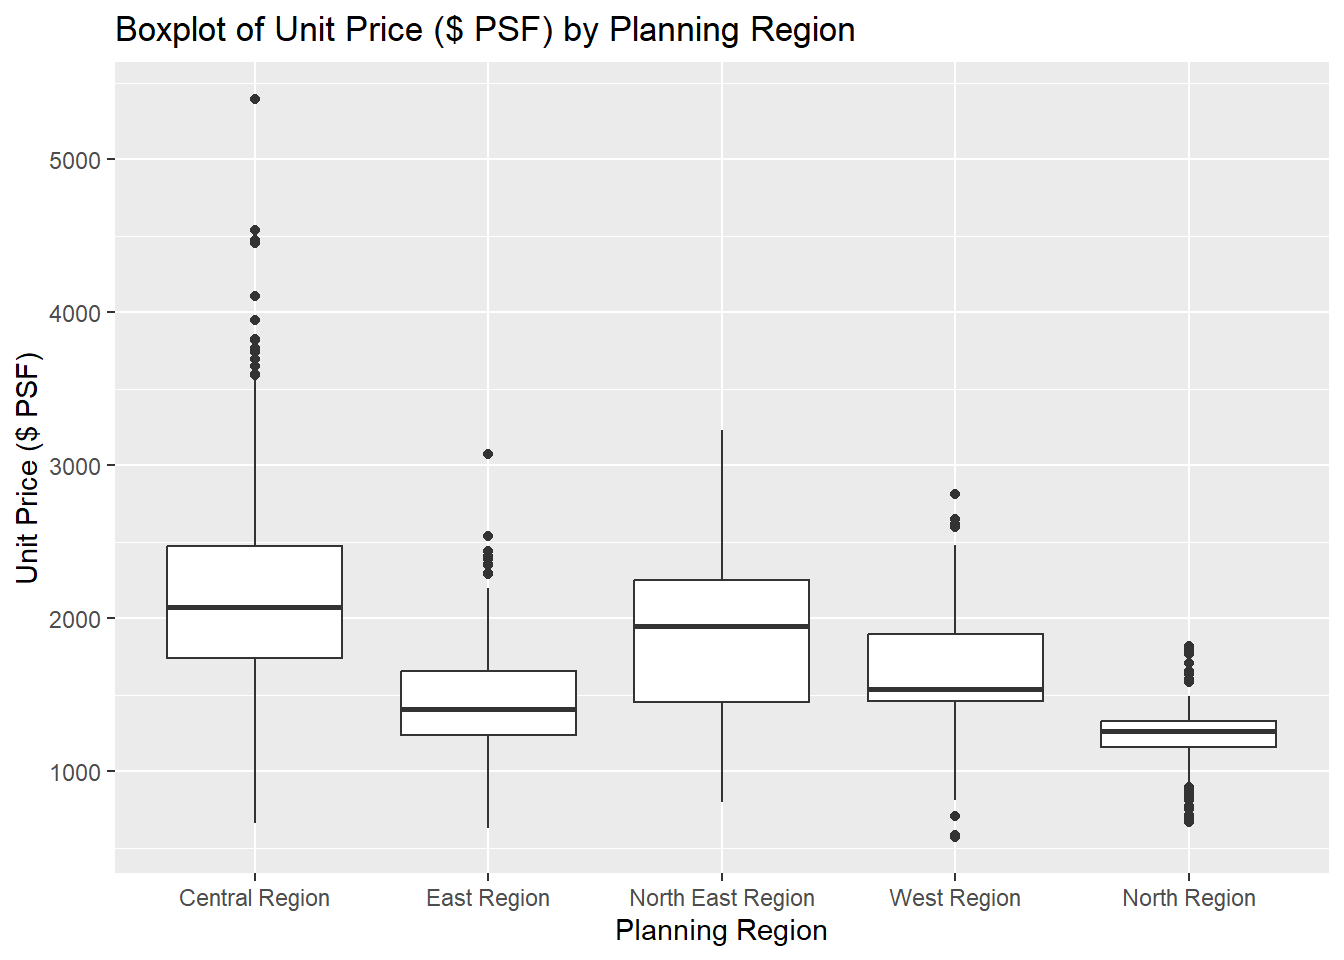 Boxplot of Unit Price ($ PSF) by Planning Region
Unit Price ($ PSF)
5000
4000
3000
2000
1000
Central Region
East Region
North East Region
West Region
North Region
Planning Region